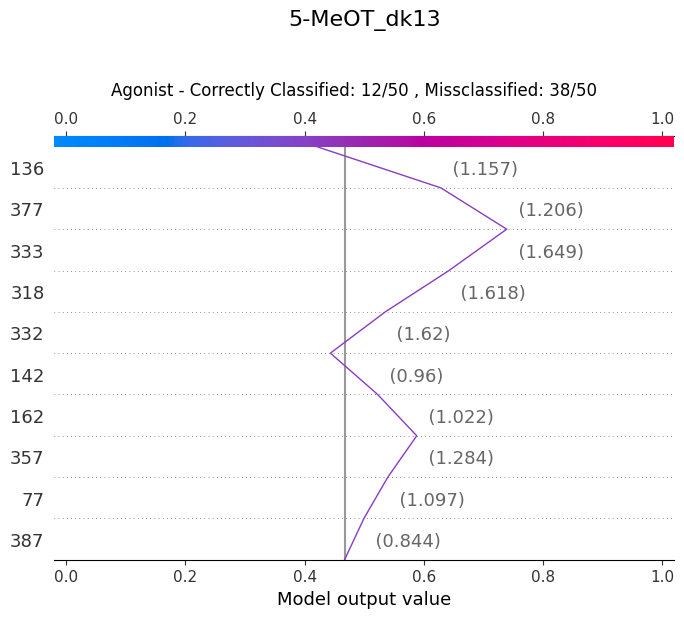 5-MeOT_dk13
Agonist - Correctly Classified: 12/50 , Missclassified: 38/50
0.0 0.2 0.4 0.6 0.8 1.0
136 (1.157)
377 (1.206)
333 (1.649)
318 (1.618)
332 (1.62)
142 (0.96)
162 (1.022)
357 (1.284)
77 (1.097)
387 (0.844)
0.0 0.2 0.4 0.6 0.8 1.0
Model output value